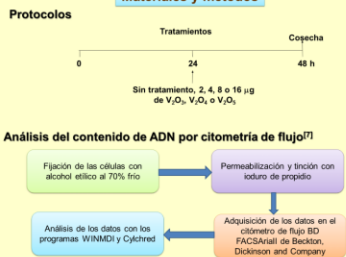 Materiales y métodos
Protocolos
Tratamientos
Cosecha
0
24
48 h
Sin tratamiento, 2, 4, 8 o 16 µg
de V₂O₃, V₂O₄ o V₂O₅
Análisis del contenido de ADN por citometría de flujo[7]
Fijación de las células con
alcohol etílico al 70% frío
Permeabilización y tinción con
ioduro de propidio
Análisis de los datos con los
programas WINMDI y Cylchred
Adquisición de los datos en el
citómetro de flujo BD
FACSAriaII de Beckton,
Dickinson and Company